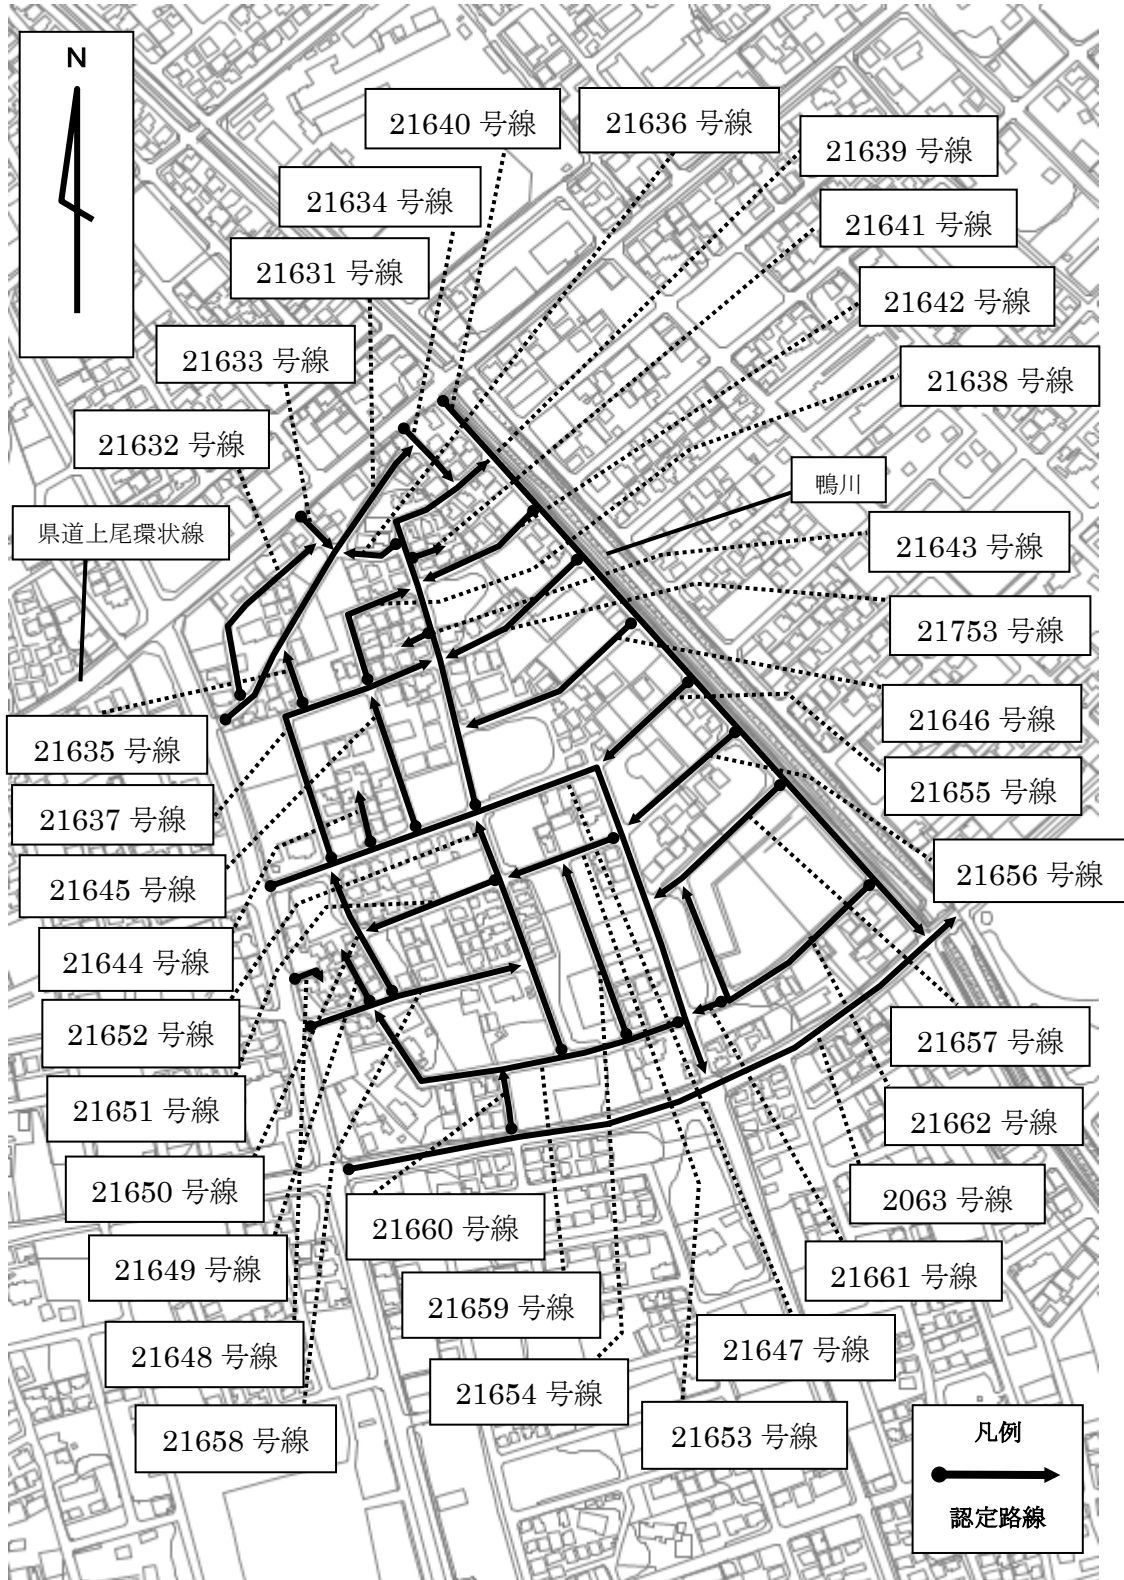 N
21640 号線
21636 号線
21639 号線
21634 号線
21641 号線
21631 号線
21642 号線
21633 号線
21638 号線
21632 号線
鴨川
県道上尾環状線
21643 号線
21753 号線
21646 号線
21635 号線
21655 号線
21637 号線
21656 号線
21645 号線
21644 号線
21652 号線
21657 号線
21651 号線
21662 号線
21650 号線
2063 号線
21660 号線
21649 号線
21661 号線
21659 号線
21648 号線
21647 号線
21654 号線
21658 号線
21653 号線
凡例
認定路線